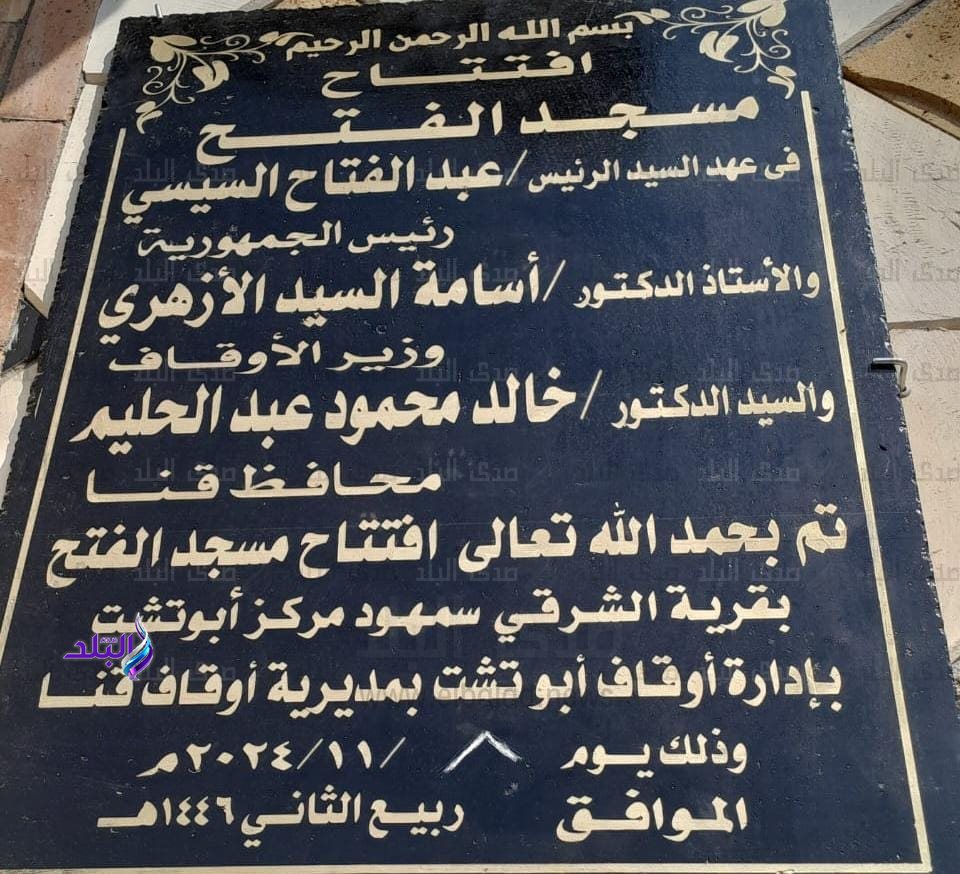 بسم الله الرحمن الرحيم
افتتاح
مسجد الفتح
فى عهد السيد الرئيس / عبد الفتاح السيسي
رئيس الجمهورية
والأستاذ الدكتور / أسامة السيد الأزهري
وزير الأوقاف
والسيد الدكتور / خالد محمود عبد الحليم
محافظ قنا
تم بحمد الله تعالى افتتاح مسجد الفتح
بقرية الشرقي سمهود مركز أبوتشت
بإدارة أوقاف أبو تشت بمديرية أوقاف قنا
وذلك يوم ٨ /٢٠٢٤/١١م
الموافق ربيع الثاني ١٤٤٦هـ
صدى البلد